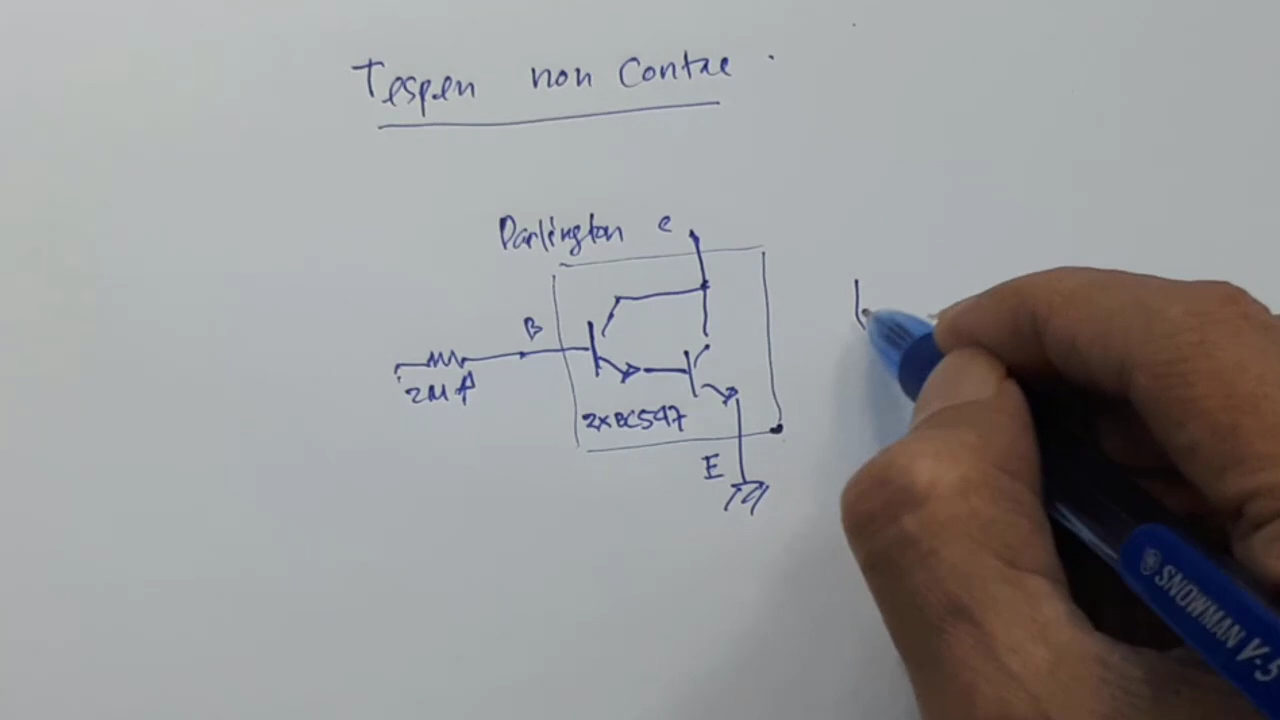 Tespen non Contac
Darlington C
B
2M
2xBC547
E
SNOWMAN V-5